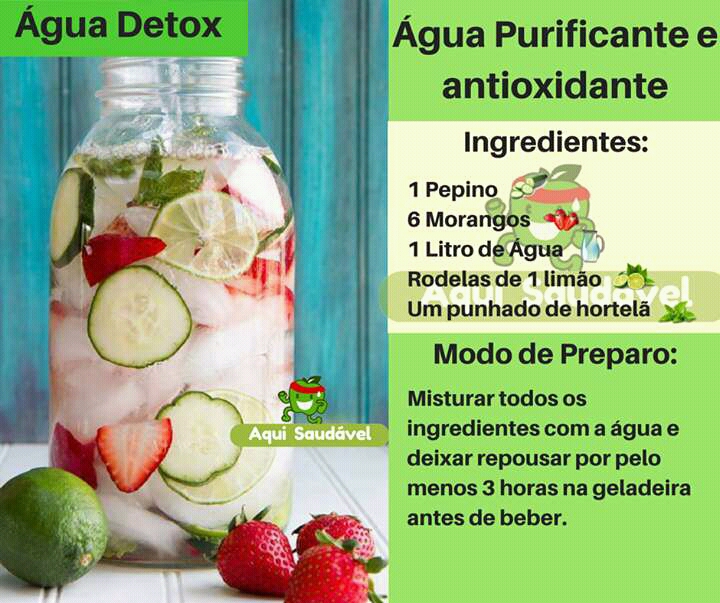 Água Detox
Água Purificante e
antioxidante
Ingredientes:
1 Pepino
6 Morangos
1 Litro de Água
Rodelas de 1 limão
Um punhado de hortelã
Aqui Saudável
Modo de Preparo:
Misturar todos os
ingredientes com a água e
deixar repousar por pelo
menos 3 horas na geladeira
antes de beber.
Aqui Saudável